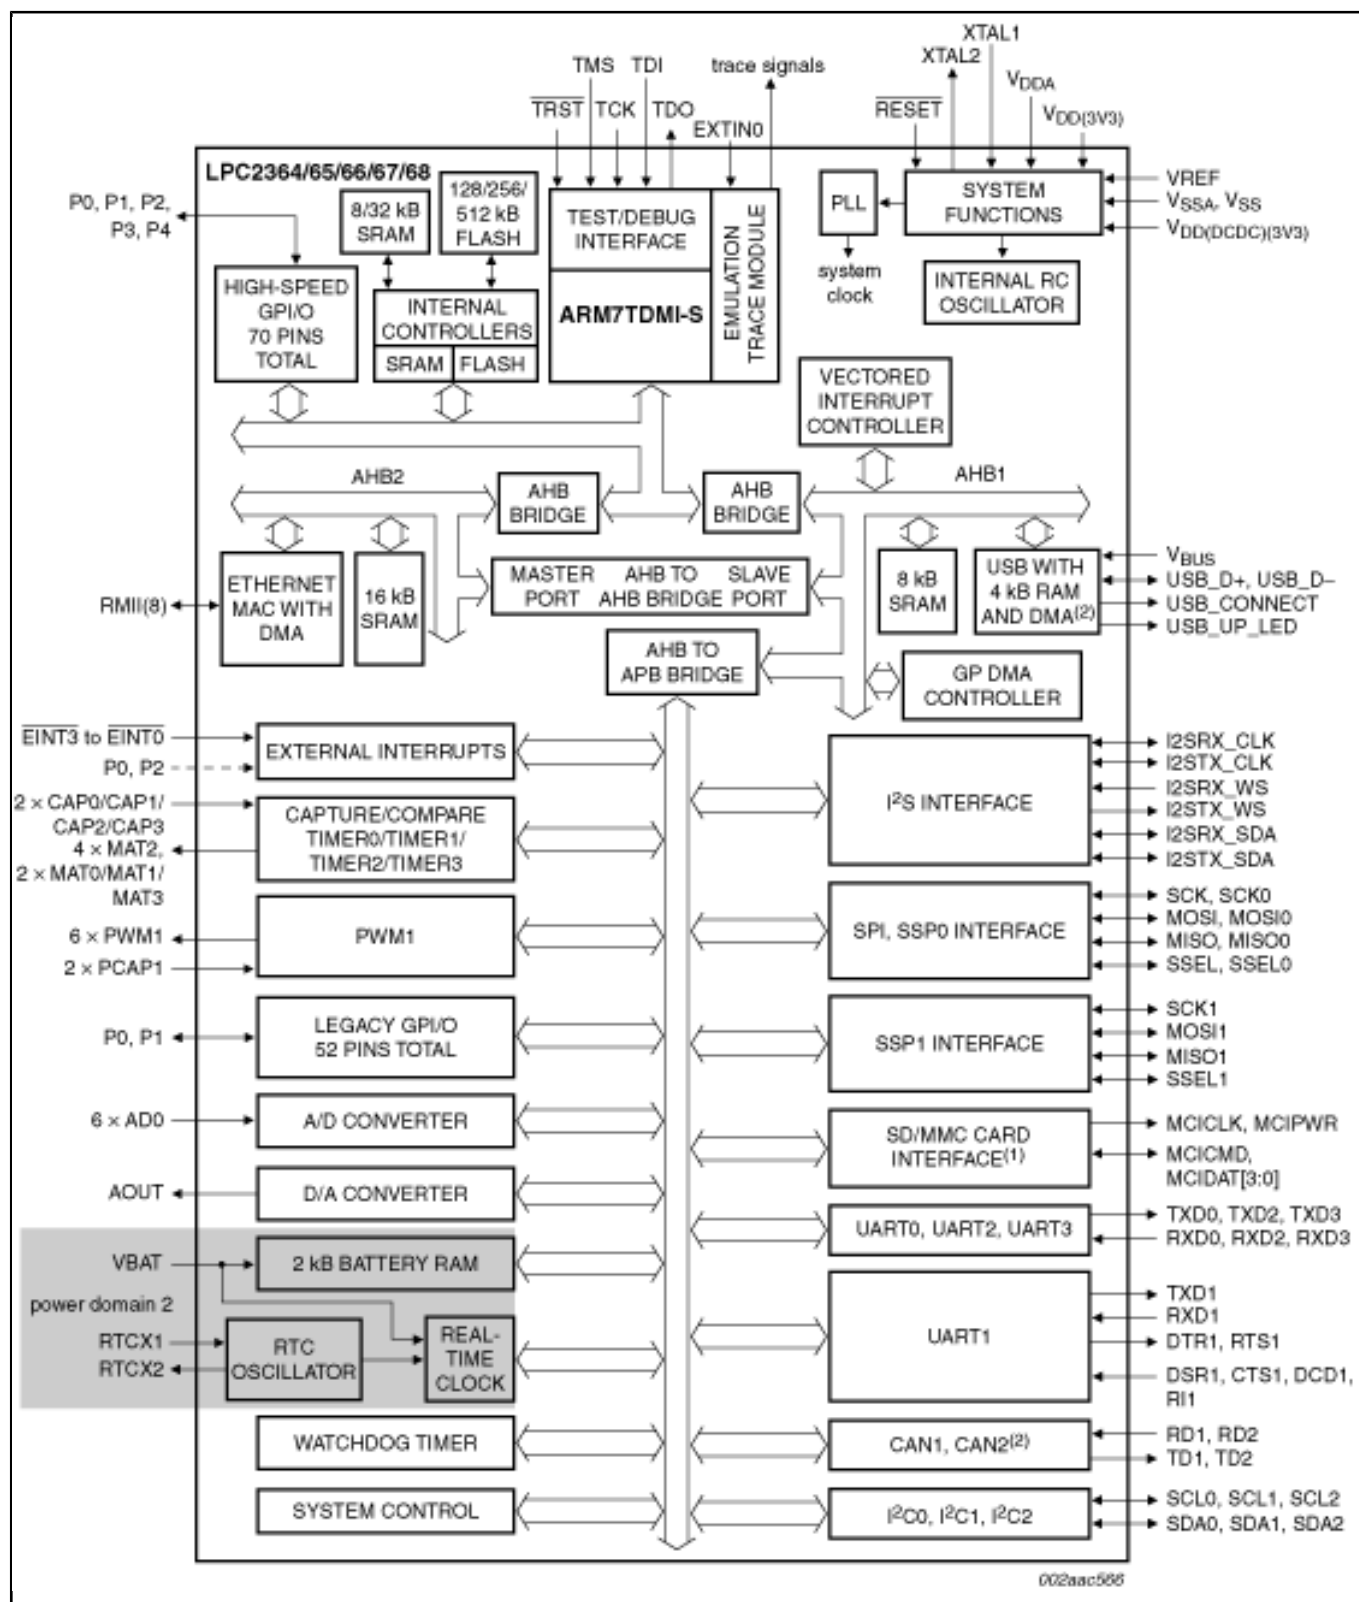 XTAL1
XTAL2
TMS TDI trace signals
VDDA
TRST TCK TDO
RESET
VDD(3V3)
EXTIN0
LPC2364/65/66/67/68
P0, P1, P2,
P3, P4
8/32 kB
SRAM
128/256/
512 kB
FLASH
TEST/DEBUG
INTERFACE
EMULATION
TRACE MODULE
PLL
SYSTEM
FUNCTIONS
VREF
VSSA, VSS
VDD(DCDC)(3V3)
system
clock
HIGH-SPEED
GPI/O
70 PINS
TOTAL
INTERNAL
CONTROLLERS
SRAM FLASH
ARM7TDMI-S
INTERNAL RC
OSCILLATOR
VECTORED
INTERRUPT
CONTROLLER
AHB2
AHB
BRIDGE
AHB
BRIDGE
AHB1
ETHERNET
MAC WITH
DMA
16 kB
SRAM
MASTER
PORT
AHB TO
AHB BRIDGE
SLAVE
PORT
8 kB
SRAM
USB WITH
4 kB RAM
AND DMA(2)
VBUS
USB_D+, USB_D−
USB_CONNECT
USB_UP_LED
RMII(8)
AHB TO
APB BRIDGE
GP DMA
CONTROLLER
EINT3 to EINT0
P0, P2
EXTERNAL INTERRUPTS
2 × CAP0/CAP1/
CAP2/CAP3
4 × MAT2,
2 × MAT0/MAT1/
MAT3
CAPTURE/COMPARE
TIMER0/TIMER1/
TIMER2/TIMER3
I2S INTERFACE
I2SRX_CLK
I2STX_CLK
I2SRX_WS
I2STX_WS
I2SRX_SDA
I2STX_SDA
6 × PWM1
2 × PCAP1
PWM1
SPI, SSP0 INTERFACE
SCK, SCK0
MOSI, MOSI0
MISO, MISO0
SSEL, SSEL0
P0, P1
LEGACY GPI/O
52 PINS TOTAL
SSP1 INTERFACE
SCK1
MOSI1
MISO1
SSEL1
6 × AD0
A/D CONVERTER
SD/MMC CARD
INTERFACE(1)
MCICLK, MCIPWR
MCICMD,
MCIDAT[3:0]
AOUT
D/A CONVERTER
UART0, UART2, UART3
TXD0, TXD2, TXD3
RXD0, RXD2, RXD3
VBAT
2 kB BATTERY RAM
power domain 2
RTCX1
RTCX2
RTC
OSCILLATOR
REAL-
TIME
CLOCK
UART1
TXD1
RXD1
DTR1, RTS1
DSR1, CTS1, DCD1,
RI1
WATCHDOG TIMER
CAN1, CAN2(2)
RD1, RD2
TD1, TD2
SYSTEM CONTROL
I2C0, I2C1, I2C2
SCL0, SCL1, SCL2
SDA0, SDA1, SDA2
002aac566